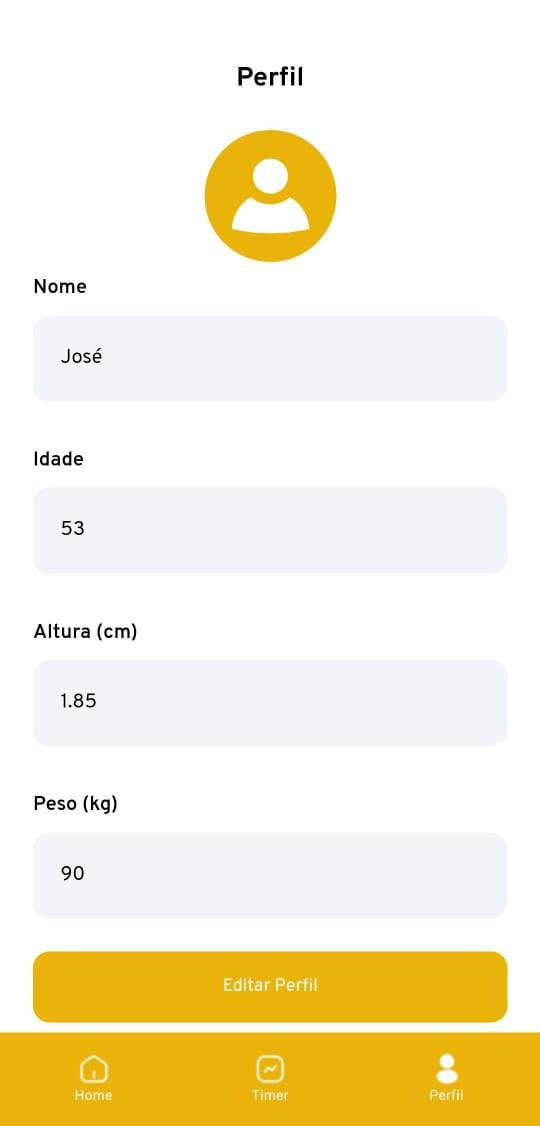 Perfil
Nome
José
Idade
53
Altura (cm)
1.85
Peso (kg)
90
Editar Perfil
Home
Timer
Perfil